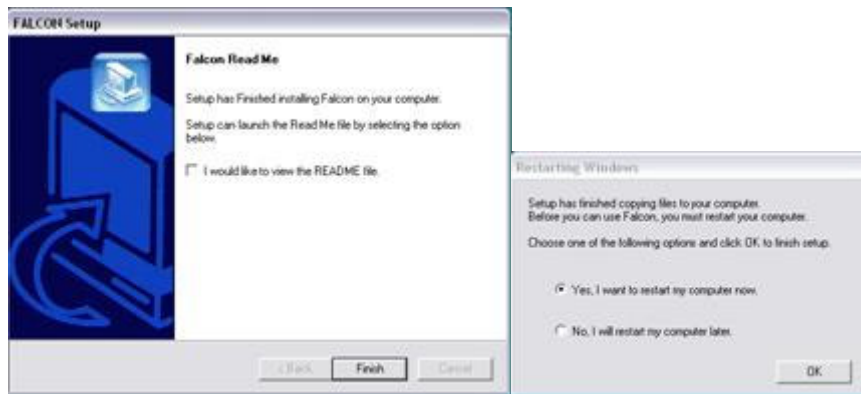 FALCON Setup
Falcon Read Me
Setup has Finished installing Falcon on your computer.
Setup can launch the Read Me file by selecting the option
below.
I would like to view the README file.
< Back
Finish
Cancel
Restarting Windows
Setup has finished copying files to your computer.
Before you can use Falcon, you must restart your computer.
Choose one of the following options and click OK to finish setup.
Yes, I want to restart my computer now.
No, I will restart my computer later.
OK